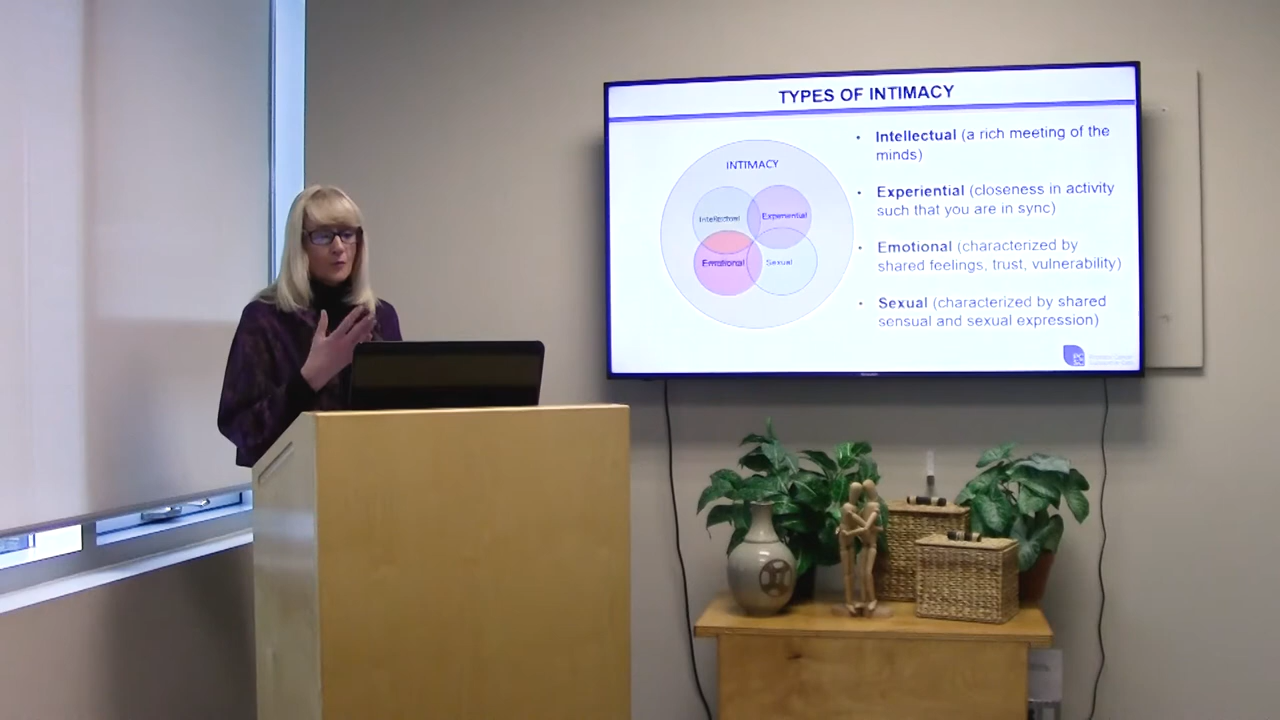 TYPES OF INTIMACY
INTIMACY
Intellectual
Experiential
Emotional
Sexual
• Intellectual (a rich meeting of the
minds)
• Experiential (closeness in activity
such that you are in sync)
• Emotional (characterized by
shared feelings, trust, vulnerability)
• Sexual (characterized by shared
sensual and sexual expression)